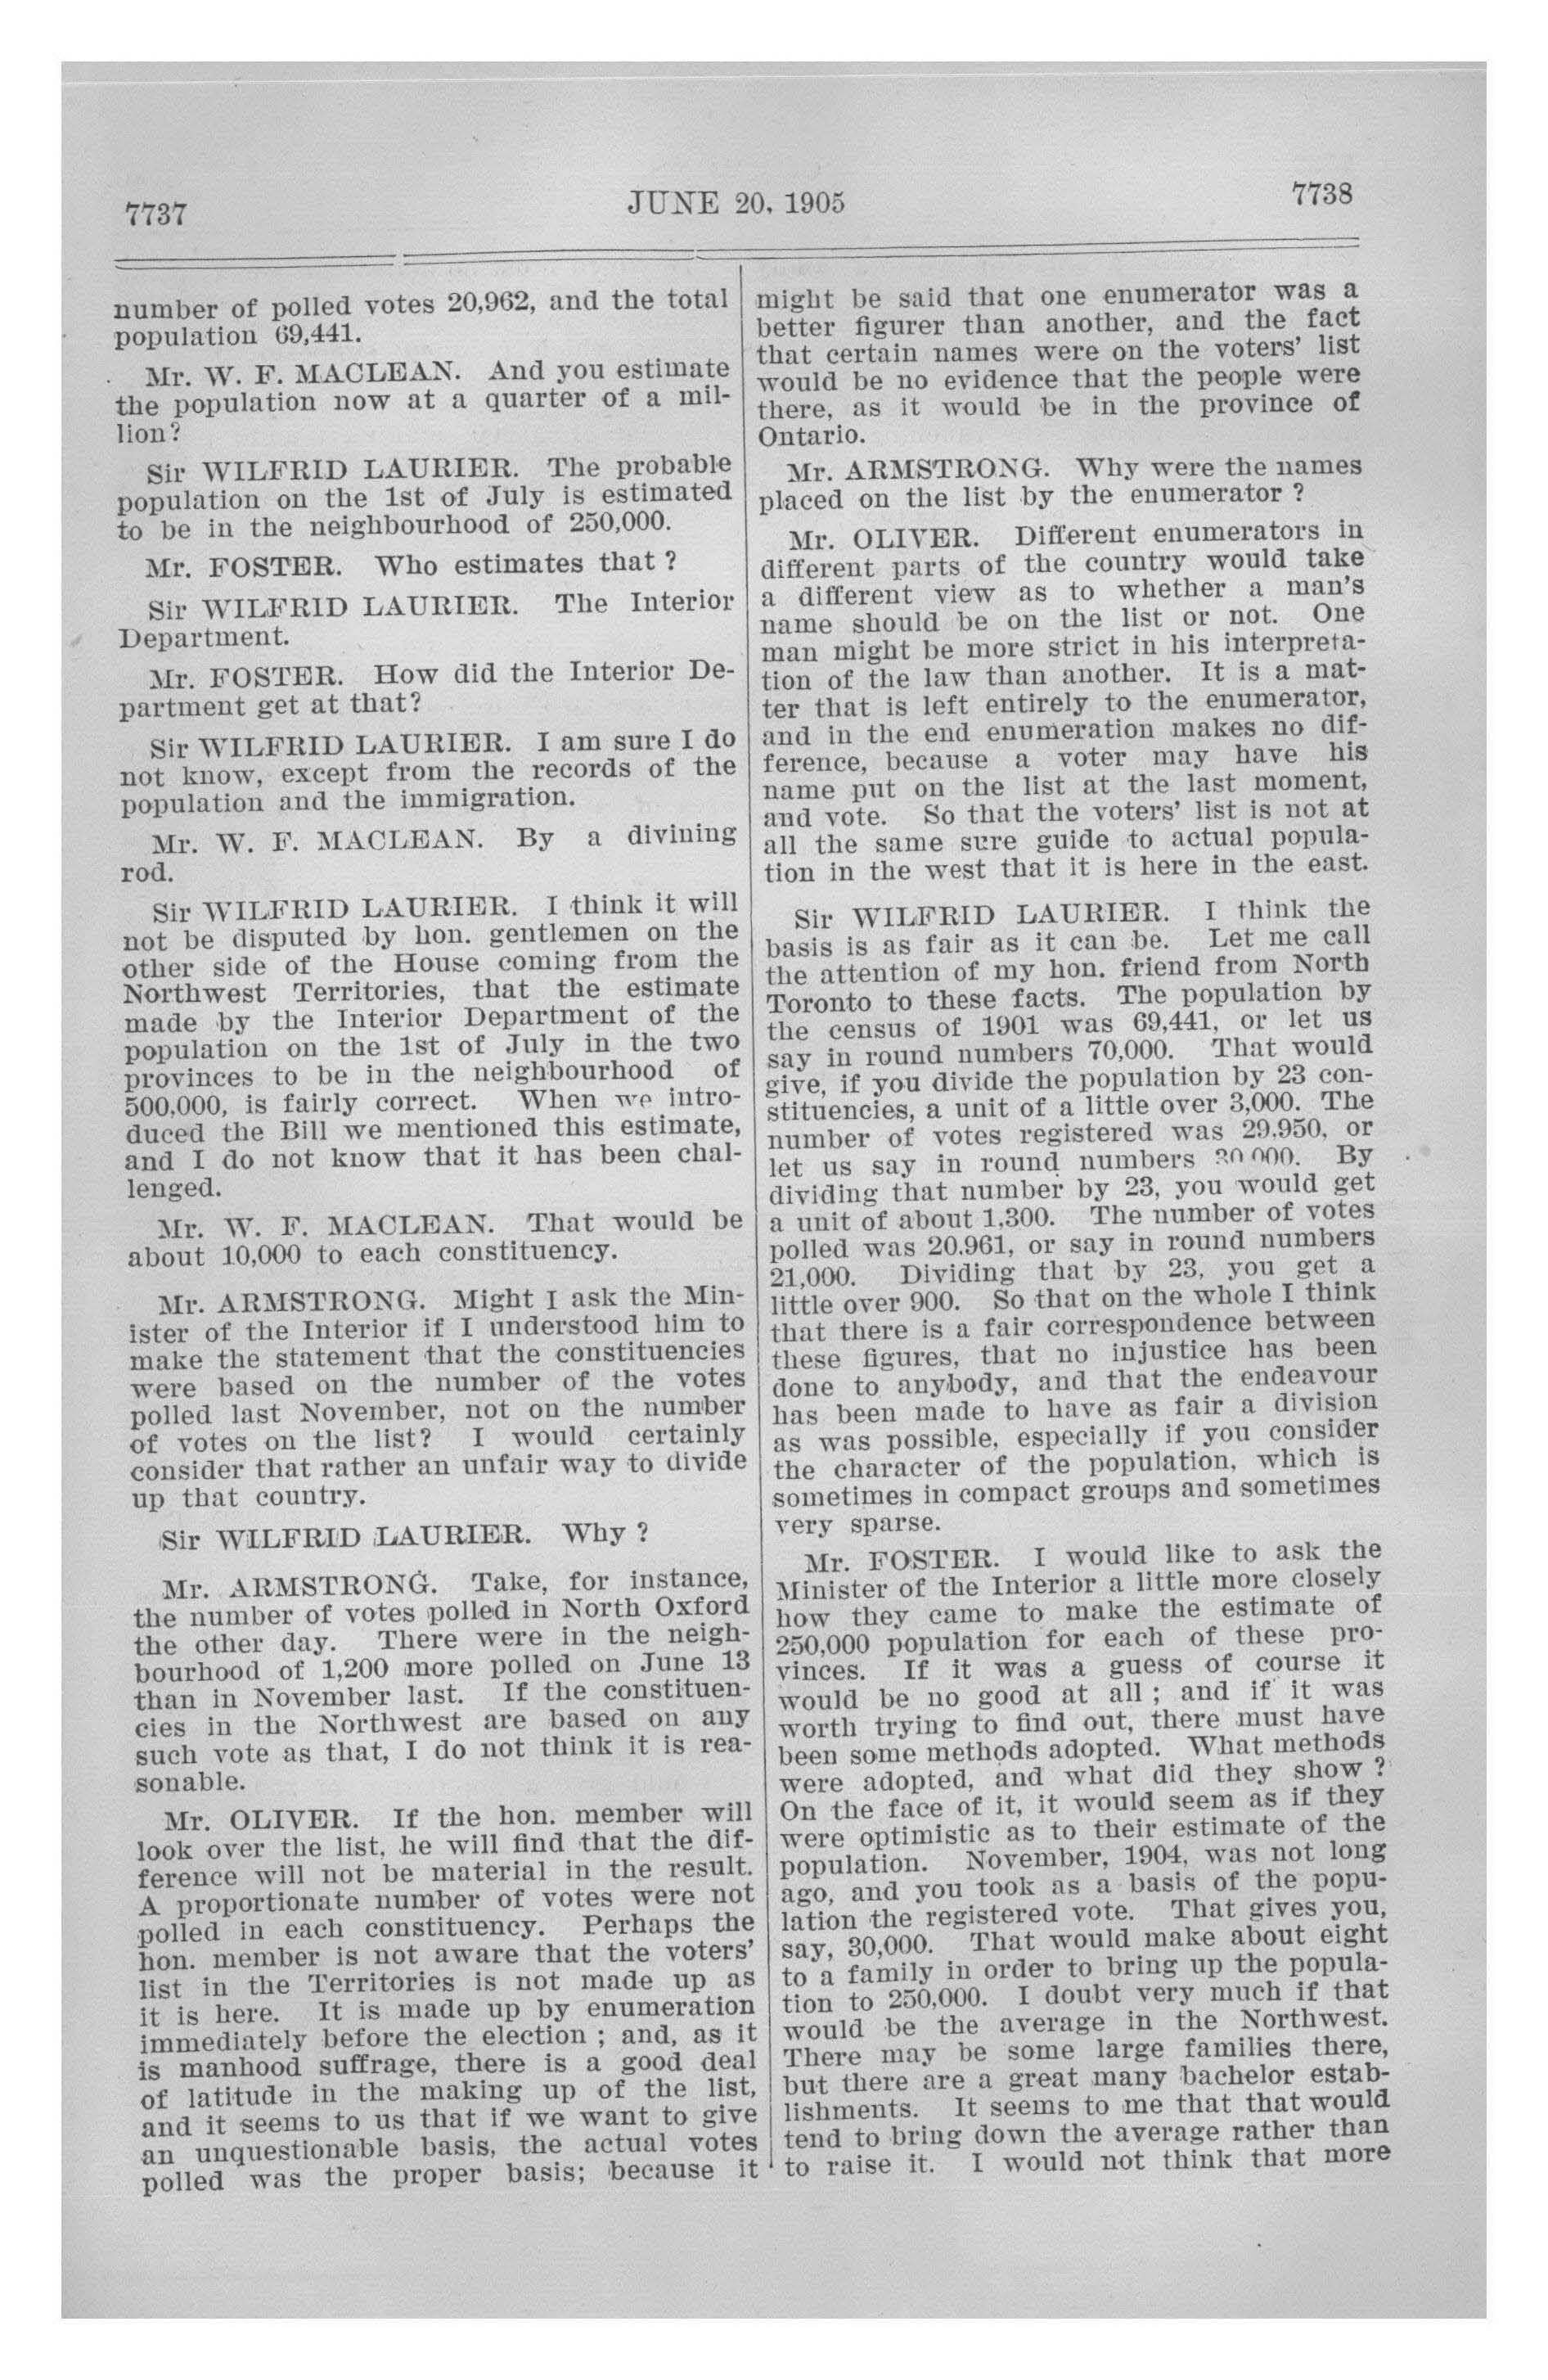 7737
JUNE 20, 1905
7738
number of polled votes 20,962, and the total
population 69,441.
Mr. W. F. MACLEAN. And you estimate
the population now at a quarter of a mil-
lion?
Sir WILFRID LAURIER. The probable
population on the 1st of July is estimated
to be in the neighbourhood of 250,000.
Mr. FOSTER. Who estimates that ?
Sir WILFRID LAURIER. The Interior
Department.
Mr. FOSTER. How did the Interior De-
partment get at that?
Sir WILFRID LAURIER. I am sure I do
not know, except from the records of the
population and the immigration.
Mr. W. F. MACLEAN. By a divining
rod.
Sir WILFRID LAURIER. I think it will
not be disputed by hon. gentlemen on the
other side of the House coming from the
Northwest Territories, that the estimate
made by the Interior Department of the
population on the 1st of July in the two
provinces to be in the neighbourhood of
500,000, is fairly correct. When we intro-
duced the Bill we mentioned this estimate,
and I do not know that it has been chal-
lenged.
Mr. W. F. MACLEAN. That would be
about 10,000 to each constituency.
Mr. ARMSTRONG. Might I ask the Min-
ister of the Interior if I understood him to
make the statement that the constituencies
were based on the number of the votes
polled last November, not on the number
of votes on the list? I would certainly
consider that rather an unfair way to divide
up that country.
Sir WILFRID LAURIER. Why ?
Mr. ARMSTRONG. Take, for instance,
the number of votes polled in North Oxford
the other day. There were in the neigh-
bourhood of 1,200 more polled on June 13
than in November last. If the constituen-
cies in the Northwest are based on any
such vote as that, I do not think it is rea-
sonable.
Mr. OLIVER. If the hon. member will
look over the list, he will find that the dif-
ference will not be material in the result.
A proportionate number of votes were not
polled in each constituency. Perhaps the
hon. member is not aware that the voters'
list in the Territories is not made up as
it is here. It is made up by enumeration
immediately before the election ; and, as it
is manhood suffrage, there is a good deal
of latitude in the making up of the list,
and it seems to us that if we want to give
an unquestionable basis, the actual votes
polled was the proper basis; because it
might be said that one enumerator was a
better figurer than another, and the fact
that certain names were on the voters' list
would be no evidence that the people were
there, as it would be in the province of
Ontario.
Mr. ARMSTRONG. Why were the names
placed on the list by the enumerator ?
Mr. OLIVER. Different enumerators in
different parts of the country would take
a different view as to whether a man's
name should be on the list or not. One
man might be more strict in his interpreta-
tion of the law than another. It is a mat-
ter that is left entirely to the enumerator,
and in the end enumeration makes no dif-
ference, because a voter may have his
name put on the list at the last moment,
and vote. So that the voters' list is not at
all the same sure guide to actual popula-
tion in the west that it is here in the east.
Sir WILFRID LAURIER. I think the
basis is as fair as it can be. Let me call
the attention of my hon. friend from North
Toronto to these facts. The population by
the census of 1901 was 69,441, or let us
say in round numbers 70,000. That would
give, if you divide the population by 23 con-
stituencies, a unit of a little over 3,000. The
number of votes registered was 29.950, or
let us say in round numbers 30 000. By
dividing that number by 23, you would get
a unit of about 1,300. The number of votes
polled was 20.961, or say in round numbers
21,000. Dividing that by 23, you get a
little over 900. So that on the whole I think
that there is a fair correspondence between
these figures, that no injustice has been
done to anybody, and that the endeavour
has been made to have as fair a division
as was possible, especially if you consider
the character of the population, which is
sometimes in compact groups and sometimes
very sparse.
Mr. FOSTER. I would like to ask the
Minister of the Interior a little more closely
how they came to make the estimate of
250,000 population for each of these pro-
vinces. If it was a guess of course it
would be no good at all ; and if it was
worth trying to find out, there must have
been some methods adopted. What methods
were adopted, and what did they show ?
On the face of it, it would seem as if they
were optimistic as to their estimate of the
population. November, 1904, was not long
ago, and you took as a basis of the popu-
lation the registered vote. That gives you,
say, 30,000. That would make about eight
to a family in order to bring up the popula-
tion to 250,000. I doubt very much if that
would be the average in the Northwest.
There may be some large families there,
but there are a great many bachelor estab-
lishments. It seems to me that that would
tend to bring down the average rather than
to raise it. I would not think that more